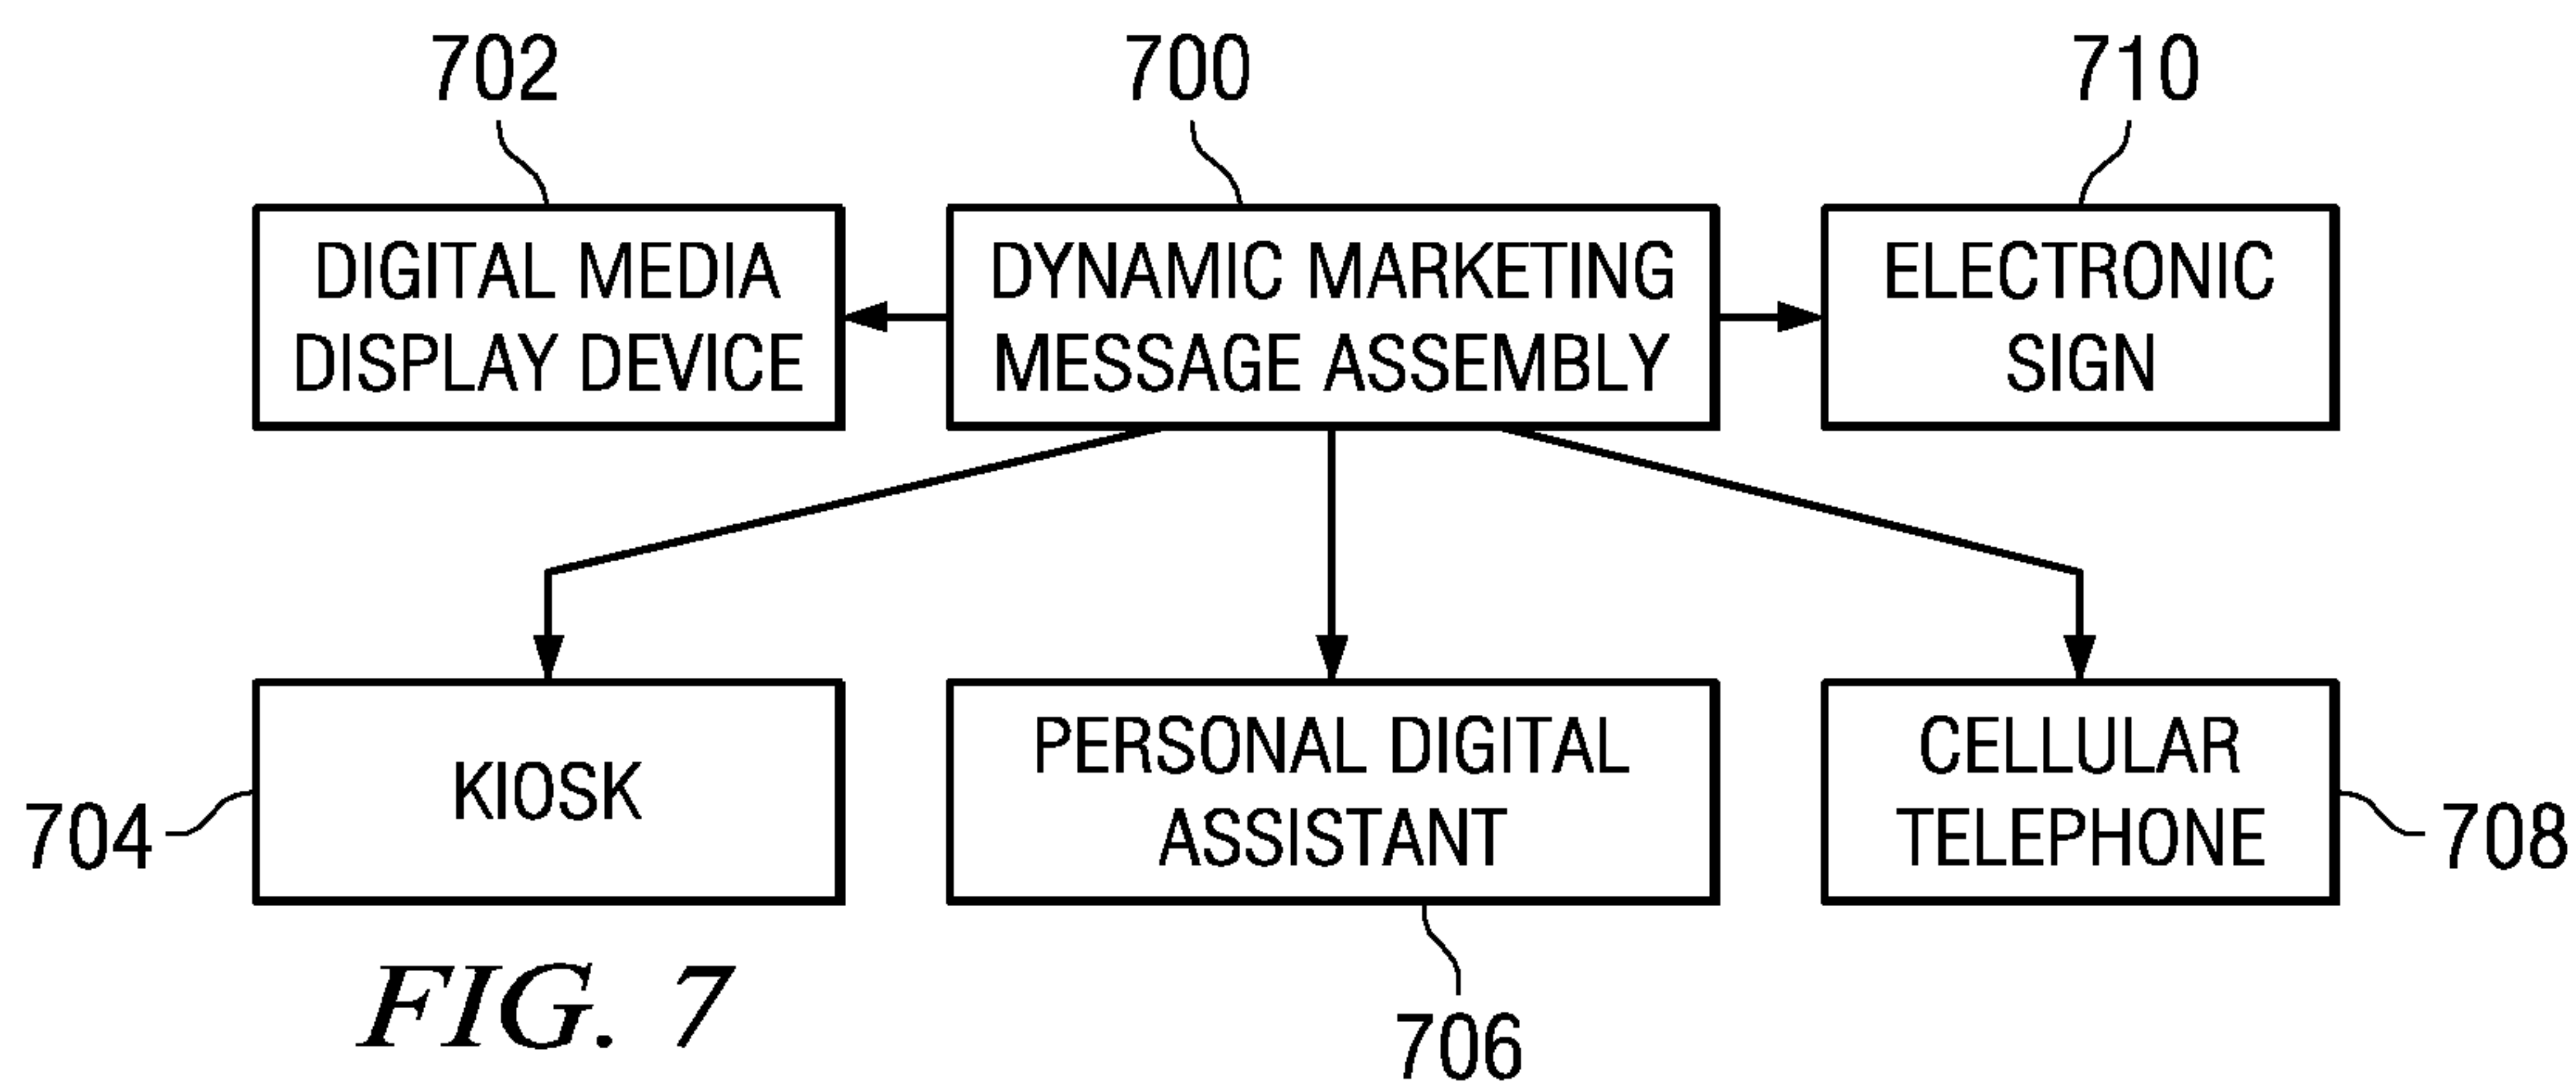 702
700
710
DIGITAL MEDIA
DISPLAY DEVICE
DYNAMIC MARKETING
MESSAGE ASSEMBLY
ELECTRONIC
SIGN
704
KIOSK
PERSONAL DIGITAL
ASSISTANT
CELLULAR
TELEPHONE
708
706
FIG. 7